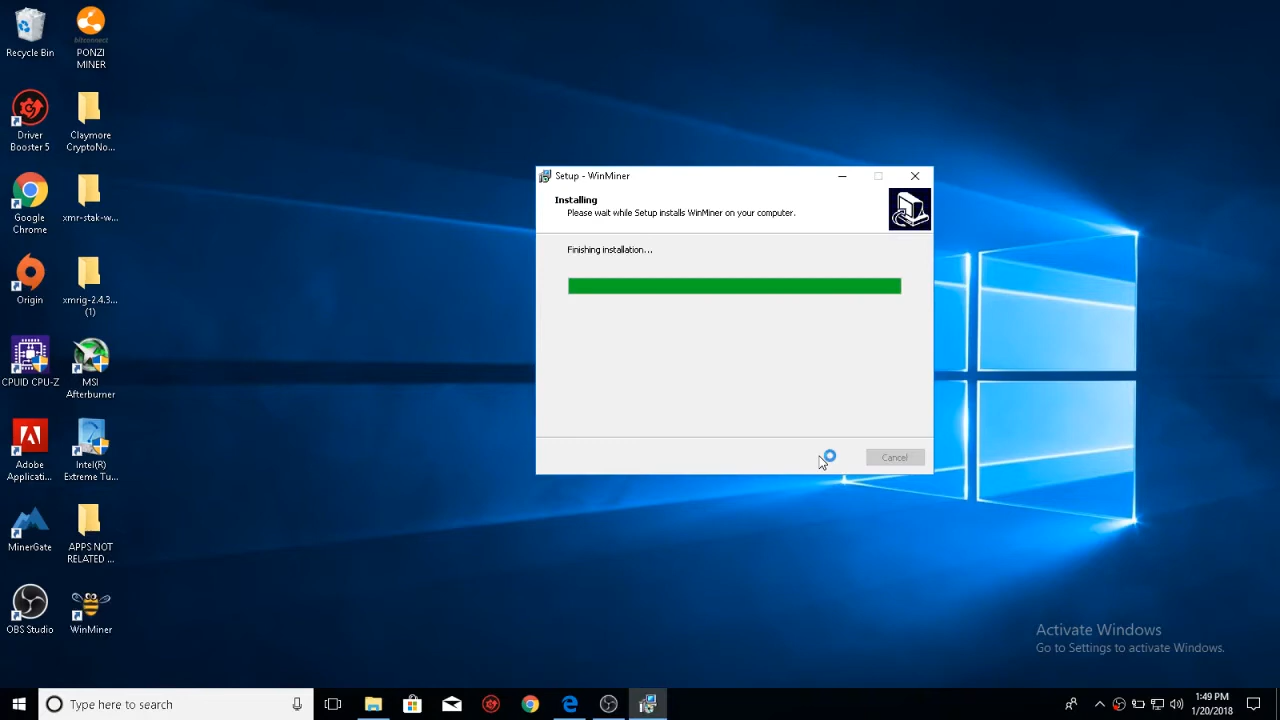 Recycle Bin
bitconnect
PONZI
MINER
Driver
Booster 5
Claymore
CryptoNo...
Google
Chrome
xmr-stak-w...
Origin
xmrig-2.4.3...
(1)
CPUID CPU-Z
MSI
Afterburner
Adobe
Applicati...
Intel(R)
Extreme Tu...
MinerGate
APPS NOT
RELATED ...
OBS Studio
WinMiner
Setup - WinMiner
Installing
Please wait while Setup installs WinMiner on your computer.
Finishing installation...
Cancel
Activate Windows
Go to Settings to activate Windows.
Type here to search
1:49 PM
1/20/2018